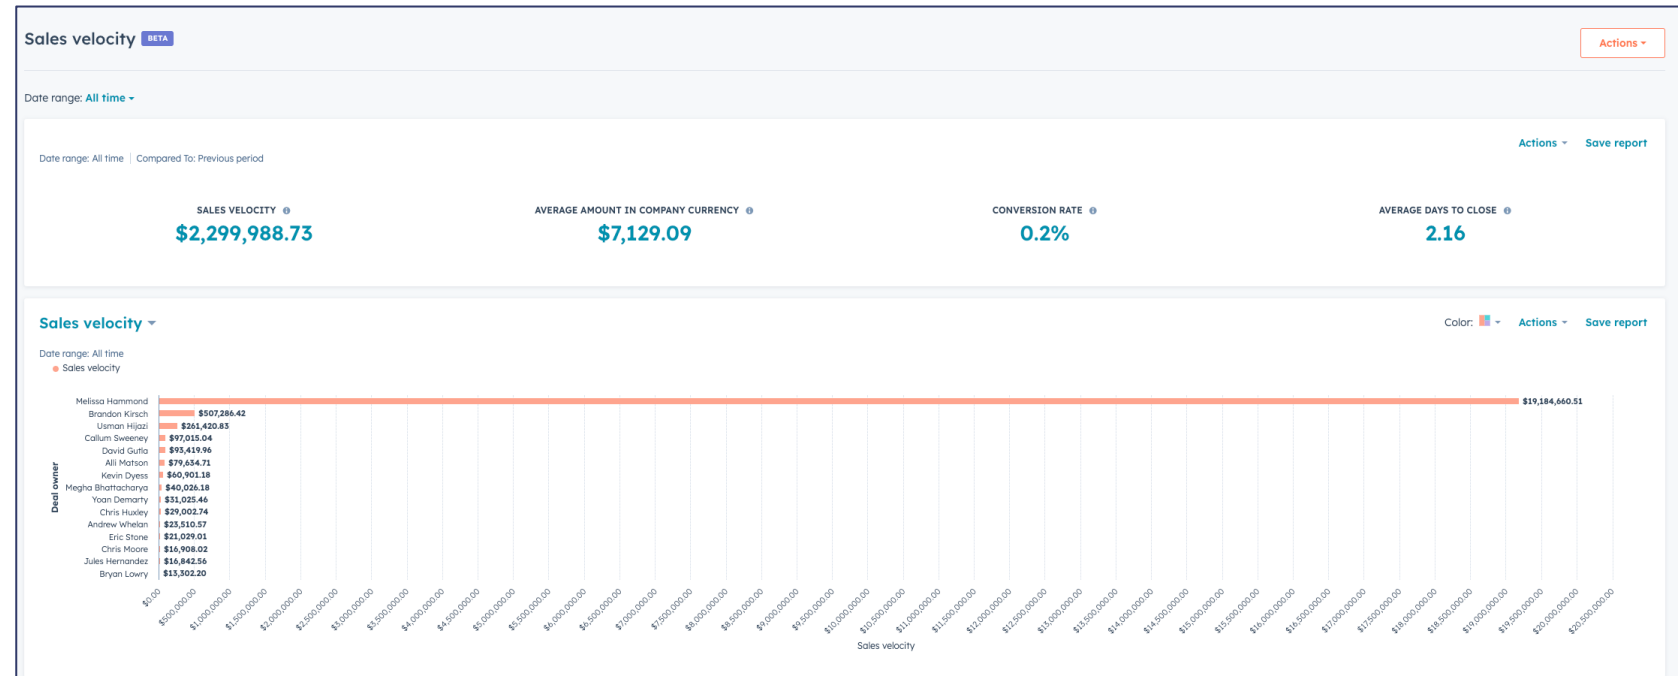 Sales velocity BETA
Actions
Date range: All time
Actions Save report
Date range: All time Compared To: Previous period
SALES VELOCITY AVERAGE AMOUNT IN COMPANY CURRENCY CONVERSION RATE AVERAGE DAYS TO CLOSE
$2,299,988.73 $7,129.09 0.2% 2.16
Sales velocity
Color: Actions Save report
Date range: All time
Sales velocity
Deal owner
Melissa Hammond $19,184,660.51
Brandon Kirsch $507,286.42
Usman Hijazi $261,420.83
Callum Sweeney $97,015.04
David Gutla $93,419.96
Alli Matson $79,634.71
Kevin Dyess $60,901.18
Megha Bhattacharya $40,026.18
Yoan Demarty $31,025.46
Chris Huxley $29,002.74
Andrew Whelan $23,510.57
Eric Stone $21,029.01
Chris Moore $16,908.02
Jules Hernandez $16,842.56
Bryan Lowry $13,302.20
$0.00 $500,000.00 $1,000,000.00 $1,500,000.00 $2,000,000.00 $2,500,000.00 $3,000,000.00 $3,500,000.00 $4,000,000.00 $4,500,000.00 $5,000,000.00 $5,500,000.00 $6,000,000.00 $6,500,000.00 $7,000,000.00 $7,500,000.00 $8,000,000.00 $8,500,000.00 $9,000,000.00 $9,500,000.00 $10,000,000.00 $10,500,000.00 $11,000,000.00 $11,500,000.00 $12,000,000.00 $12,500,000.00 $13,000,000.00 $13,500,000.00 $14,000,000.00 $14,500,000.00 $15,000,000.00 $15,500,000.00 $16,000,000.00 $16,500,000.00 $17,000,000.00 $17,500,000.00 $18,000,000.00 $18,500,000.00 $19,000,000.00 $19,500,000.00 $20,000,000.00 $20,500,000.00
Sales velocity